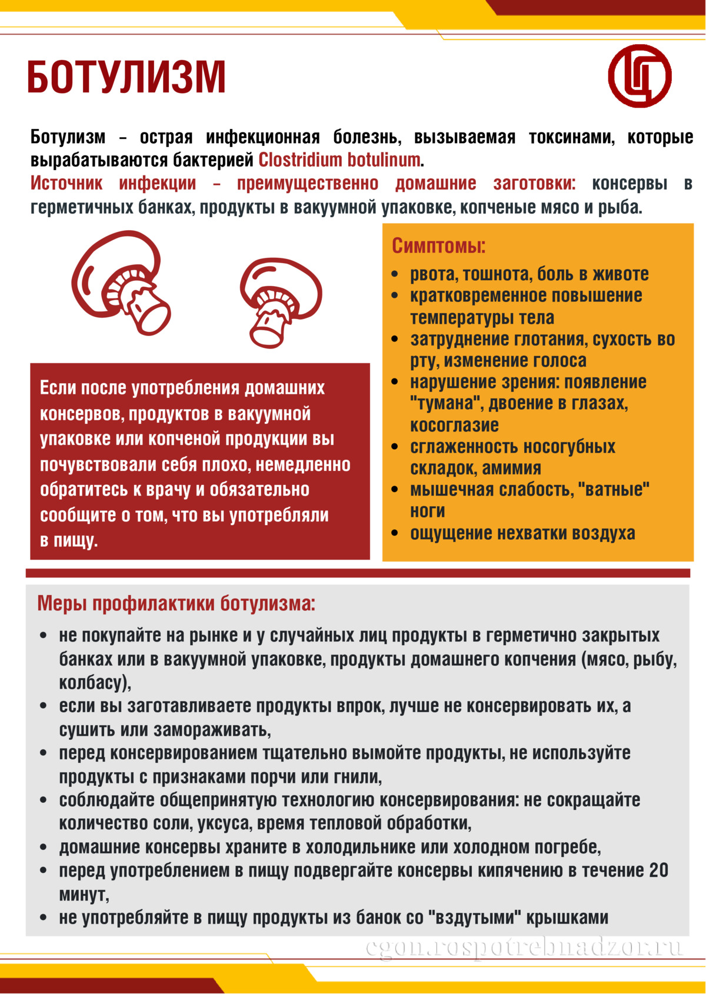 БОТУЛИЗМ
Ботулизм – острая инфекционная болезнь, вызываемая токсинами, которые
вырабатываются бактерией Clostridium botulinum.
Источник инфекции – преимущественно домашние заготовки: консервы в
герметичных банках, продукты в вакуумной упаковке, копченые мясо и рыба.
Если после употребления домашних
консервов, продуктов в вакуумной
упаковке или копченой продукции вы
почувствовали себя плохо, немедленно
обратитесь к врачу и обязательно
сообщите о том, что вы употребляли
в пищу.
Симптомы:
• рвота, тошнота, боль в животе
• кратковременное повышение
температуры тела
• затруднение глотания, сухость во
рту, изменение голоса
• нарушение зрения: появление
"тумана", двоение в глазах,
косоглазие
• сглаженность носогубных
складок, амимия
• мышечная слабость, "ватные"
ноги
• ощущение нехватки воздуха
Меры профилактики ботулизма:
• не покупайте на рынке и у случайных лиц продукты в герметично закрытых
банках или в вакуумной упаковке, продукты домашнего копчения (мясо, рыбу,
колбасу),
• если вы заготавливаете продукты впрок, лучше не консервировать их, а
сушить или замораживать,
• перед консервированием тщательно вымойте продукты, не используйте
продукты с признаками порчи или гнили,
• соблюдайте общепринятую технологию консервирования: не сокращайте
количество соли, уксуса, время тепловой обработки,
• домашние консервы храните в холодильнике или холодном погребе,
• перед употреблением в пищу подвергайте консервы кипячению в течение 20
минут,
• не употребляйте в пищу продукты из банок со "вздутыми" крышками
cgon.rospotrebnadzor.ru